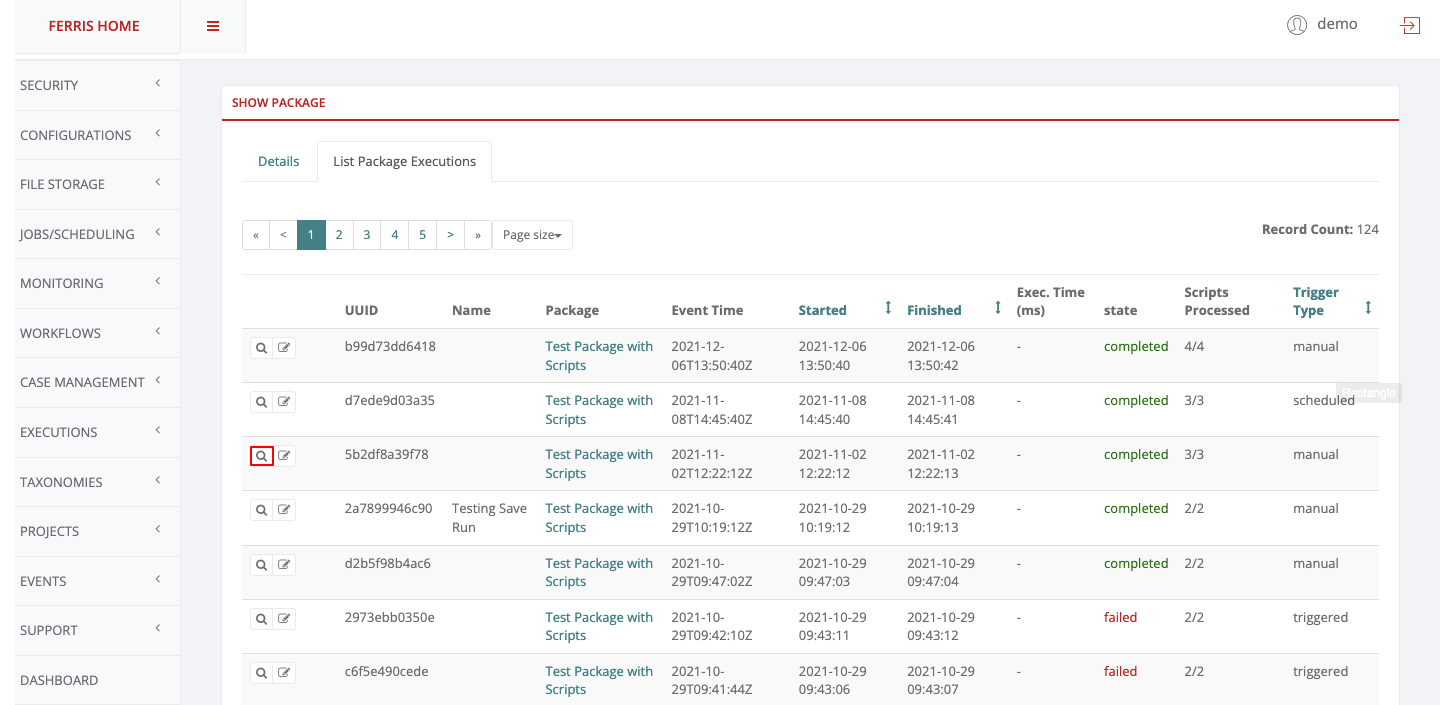 FERRIS HOME
demo
SECURITY
CONFIGURATIONS
FILE STORAGE
JOBS/SCHEDULING
MONITORING
WORKFLOWS
CASE MANAGEMENT
EXECUTIONS
TAXONOMIES
PROJECTS
EVENTS
SUPPORT
DASHBOARD
SHOW PACKAGE
Details List Package Executions
« < 1 2 3 4 5 > » Page size
Record Count: 124
UUID Name Package Event Time Started Finished Exec. Time (ms) state Scripts Processed Trigger Type
b99d73dd6418 Test Package with 2021-12- 2021-12-06 2021-12-06 - completed 4/4 manual
Scripts 06T13:50:40Z 13:50:40 13:50:42
Rectangle
d7ede9d03a35 Test Package with 2021-11- 2021-11-08 2021-11-08 - completed 3/3 scheduled
Scripts 08T14:45:40Z 14:45:40 14:45:41
5b2df8a39f78 Test Package with 2021-11- 2021-11-02 2021-11-02 - completed 3/3 manual
Scripts 02T12:22:12Z 12:22:12 12:22:13
2a7899946c90 Testing Save Test Package with 2021-10- 2021-10-29 2021-10-29 - completed 2/2 manual
Run Scripts 29T10:19:12Z 10:19:12 10:19:13
d2b5f98b4ac6 Test Package with 2021-10- 2021-10-29 2021-10-29 - completed 2/2 manual
Scripts 29T09:47:02Z 09:47:03 09:47:04
2973ebb0350e Test Package with 2021-10- 2021-10-29 2021-10-29 - failed 2/2 triggered
Scripts 29T09:42:10Z 09:43:11 09:43:12
c6f5e490cede Test Package with 2021-10- 2021-10-29 2021-10-29 - failed 2/2 triggered
Scripts 29T09:41:44Z 09:43:06 09:43:07